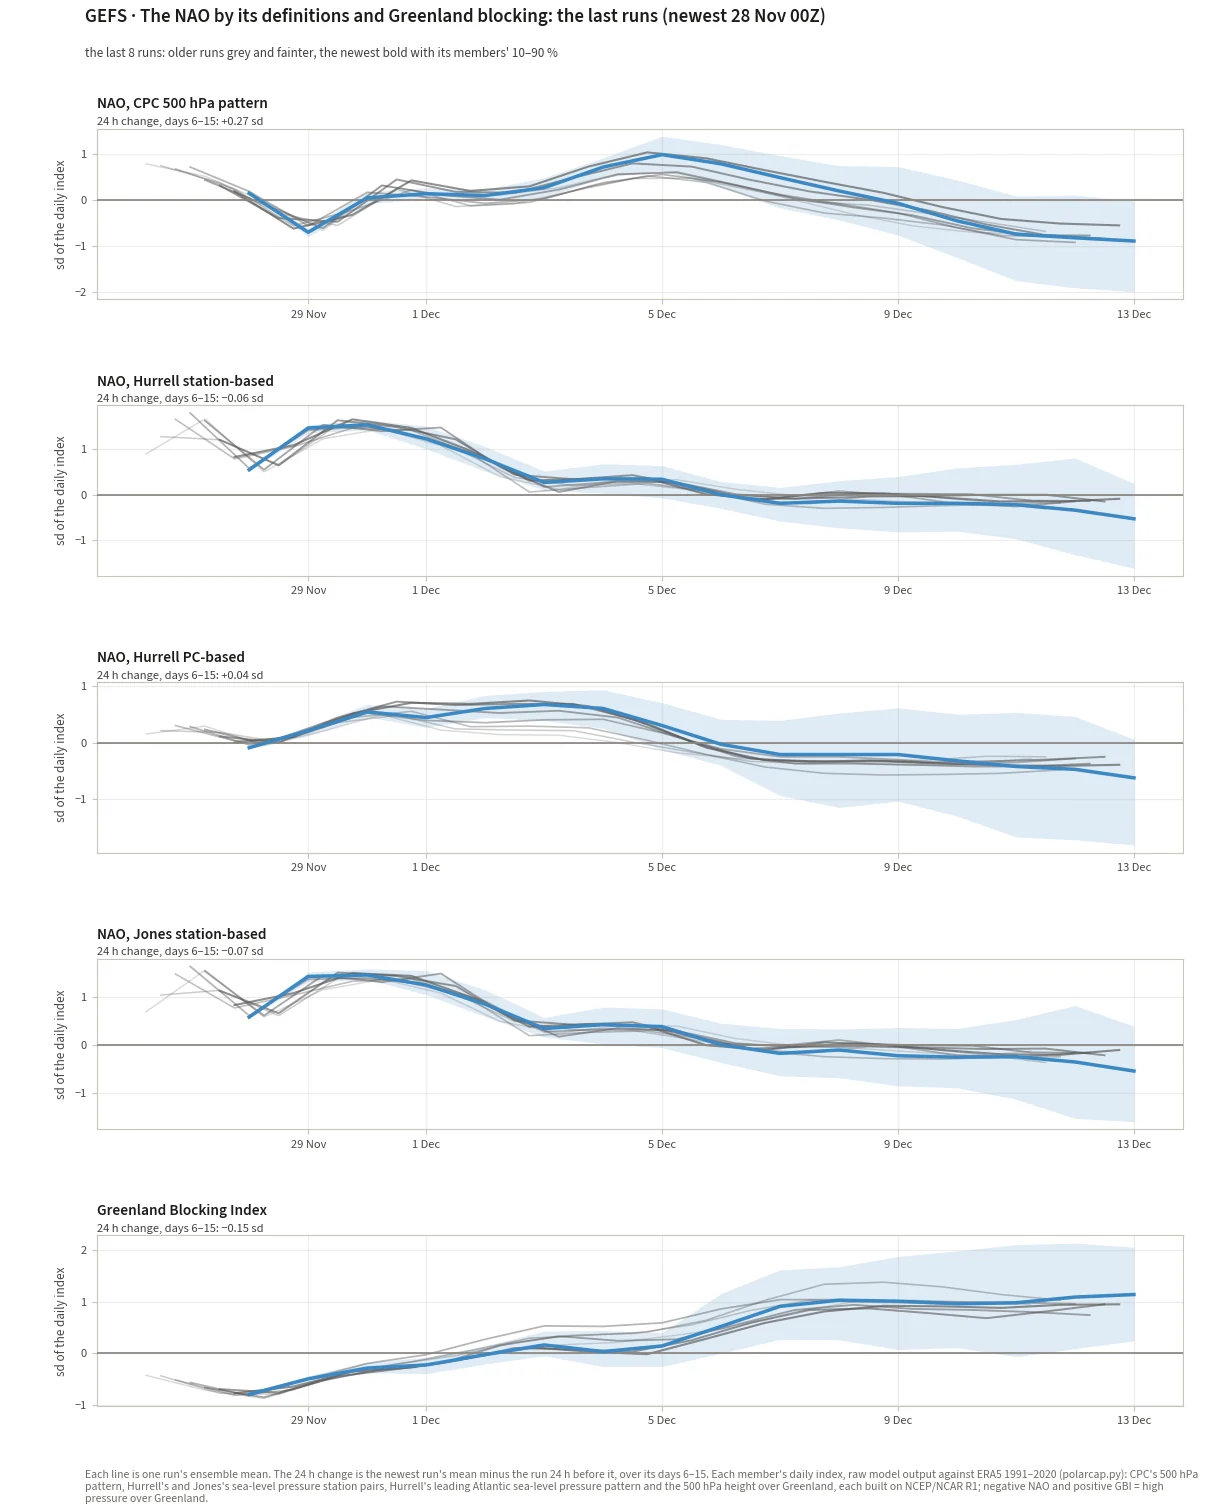 GEFS · The NAO by its definitions and Greenland blocking: the last runs (newest 28 Nov 00Z)
the last 8 runs: older runs grey and fainter, the newest bold with its members' 10–90 %
NAO, CPC 500 hPa pattern
24 h change, days 6–15: +0.27 sd
sd of the daily index
1
0
−1
−2
29 Nov
1 Dec
5 Dec
9 Dec
13 Dec
NAO, Hurrell station-based
24 h change, days 6–15: −0.06 sd
sd of the daily index
1
0
−1
29 Nov
1 Dec
5 Dec
9 Dec
13 Dec
NAO, Hurrell PC-based
24 h change, days 6–15: +0.04 sd
sd of the daily index
1
0
−1
29 Nov
1 Dec
5 Dec
9 Dec
13 Dec
NAO, Jones station-based
24 h change, days 6–15: −0.07 sd
sd of the daily index
1
0
−1
29 Nov
1 Dec
5 Dec
9 Dec
13 Dec
Greenland Blocking Index
24 h change, days 6–15: −0.15 sd
sd of the daily index
2
1
0
−1
29 Nov
1 Dec
5 Dec
9 Dec
13 Dec
Each line is one run's ensemble mean. The 24 h change is the newest run's mean minus the run 24 h before it, over its days 6–15. Each member's daily index, raw model output against ERA5 1991–2020 (polarcap.py): CPC's 500 hPa
pattern, Hurrell's and Jones's sea-level pressure station pairs, Hurrell's leading Atlantic sea-level pressure pattern and the 500 hPa height over Greenland, each built on NCEP/NCAR R1; negative NAO and positive GBI = high
pressure over Greenland.